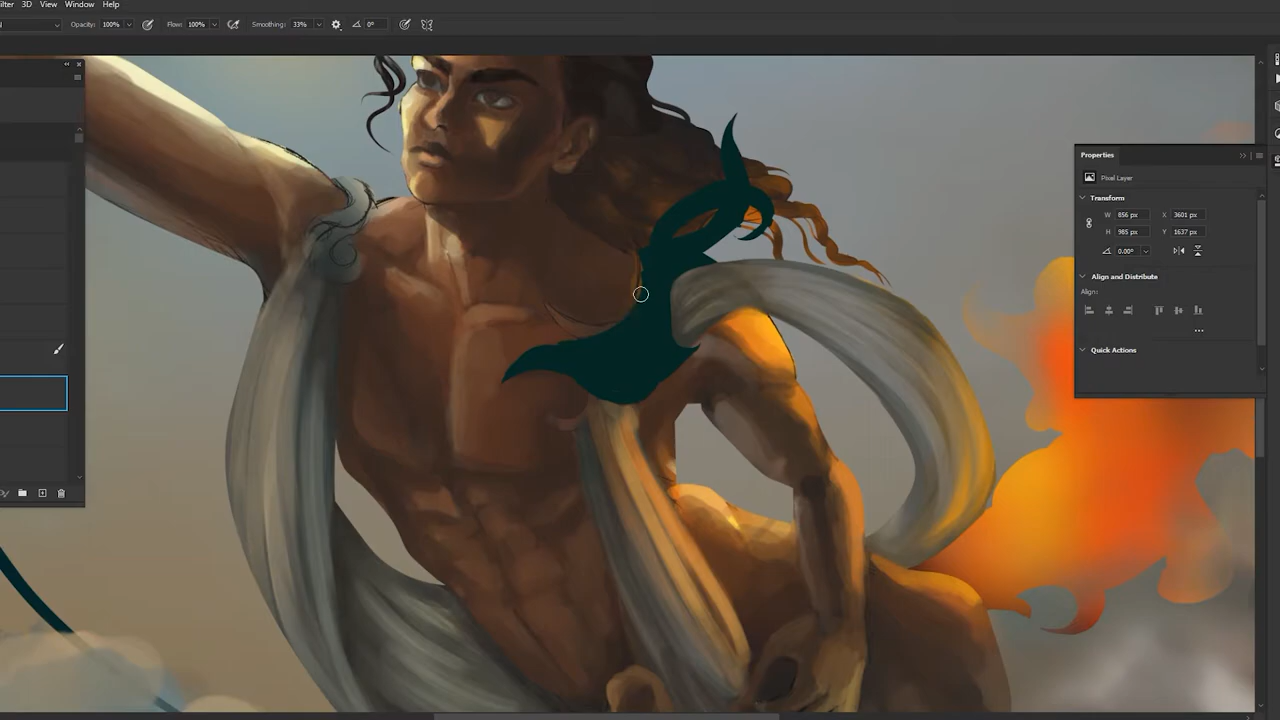 ilter 3D View Window Help
Opacity: 100% Flow: 100% Smoothing: 33% 0°
Properties
Pixel Layer
Transform
W 856 px X 3601 px
H 985 px Y 1637 px
0.00°
Align and Distribute
Align:
Quick Actions